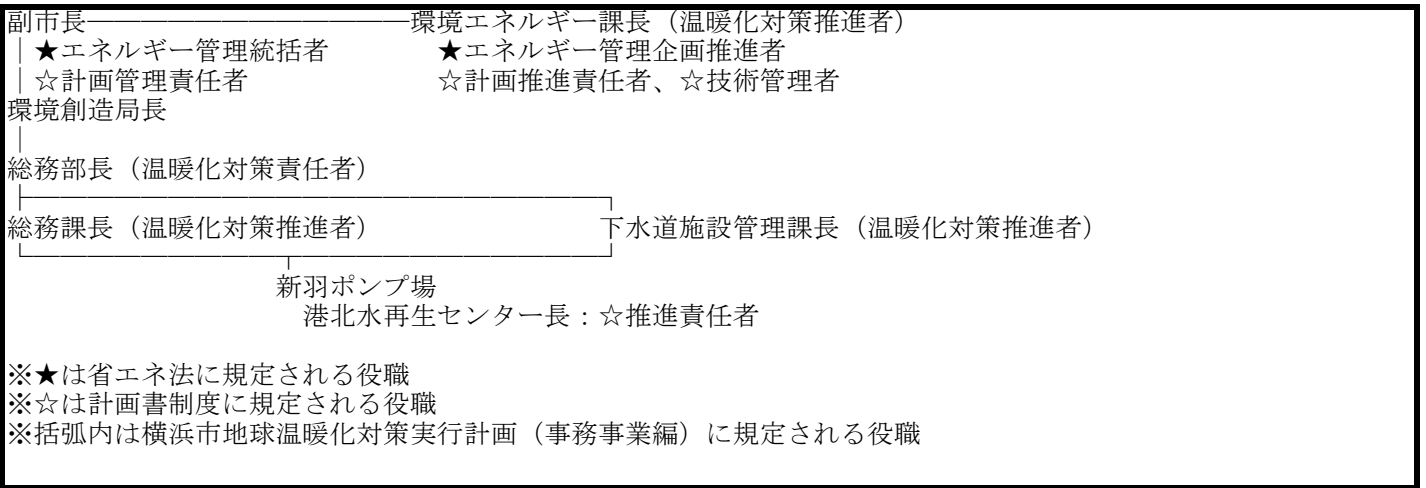 副市長―――――――――――――環境エネルギー課長（温暖化対策推進者）
｜★エネルギー管理統括者　　　　★エネルギー管理企画推進者
｜☆計画管理責任者　　　　　　　☆計画推進責任者、☆技術管理者
環境創造局長
｜
総務部長（温暖化対策責任者）
├―――――――――――――――――――――┐
総務課長（温暖化対策推進者）　　　　　　　　　下水道施設管理課長（温暖化対策推進者）
└―――――――――┬―――――――――――┘
新羽ポンプ場
港北水再生センター長：☆推進責任者
※★は省エネ法に規定される役職
※☆は計画書制度に規定される役職
※括弧内は横浜市地球温暖化対策実行計画（事務事業編）に規定される役職